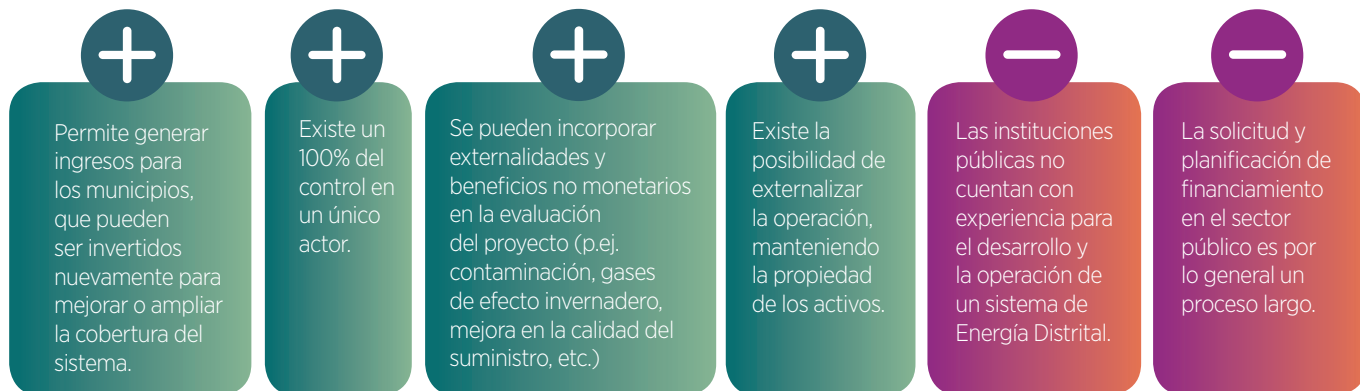 Permite generar
ingresos para
los municipios,
que pueden
ser invertidos
nuevamente para
mejorar o ampliar
la cobertura del
sistema.
Existe un
100% del
control en
un único
actor.
Se pueden incorporar
externalidades y
beneficios no monetarios
en la evaluación
del proyecto (p.ej.
contaminación, gases
de efecto invernadero,
mejora en la calidad del
suministro, etc.)
Existe la
posibilidad de
externalizar
la operación,
manteniendo
la propiedad
de los activos.
Las instituciones
públicas no
cuentan con
experiencia para
el desarrollo y
la operación de
un sistema de
Energía Distrital.
La solicitud y
planificación de
financiamiento
en el sector
público es por
lo general un
proceso largo.